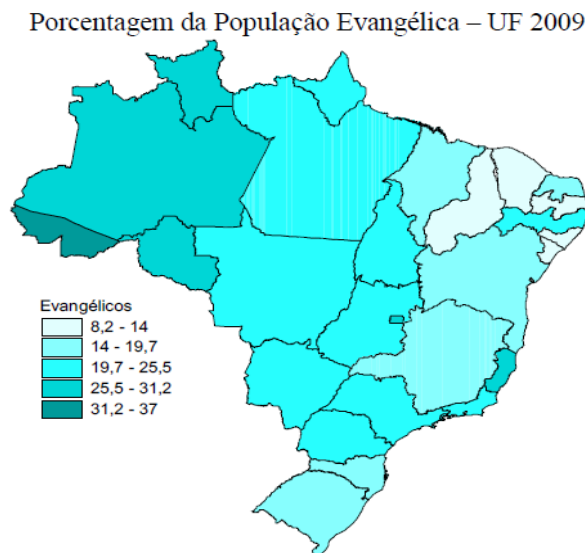 Porcentagem da População Evangélica – UF 2009
Evangélicos
8,2 - 14
14 - 19,7
19,7 - 25,5
25,5 - 31,2
31,2 - 37